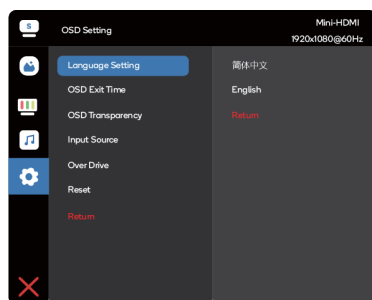 S
OSD Setting
Mini-HDMI
1920x1080@60Hz
Language Setting
OSD Exit Time
OSD Transparency
Input Source
Over Drive
Reset
Return
简体中文
English
Return